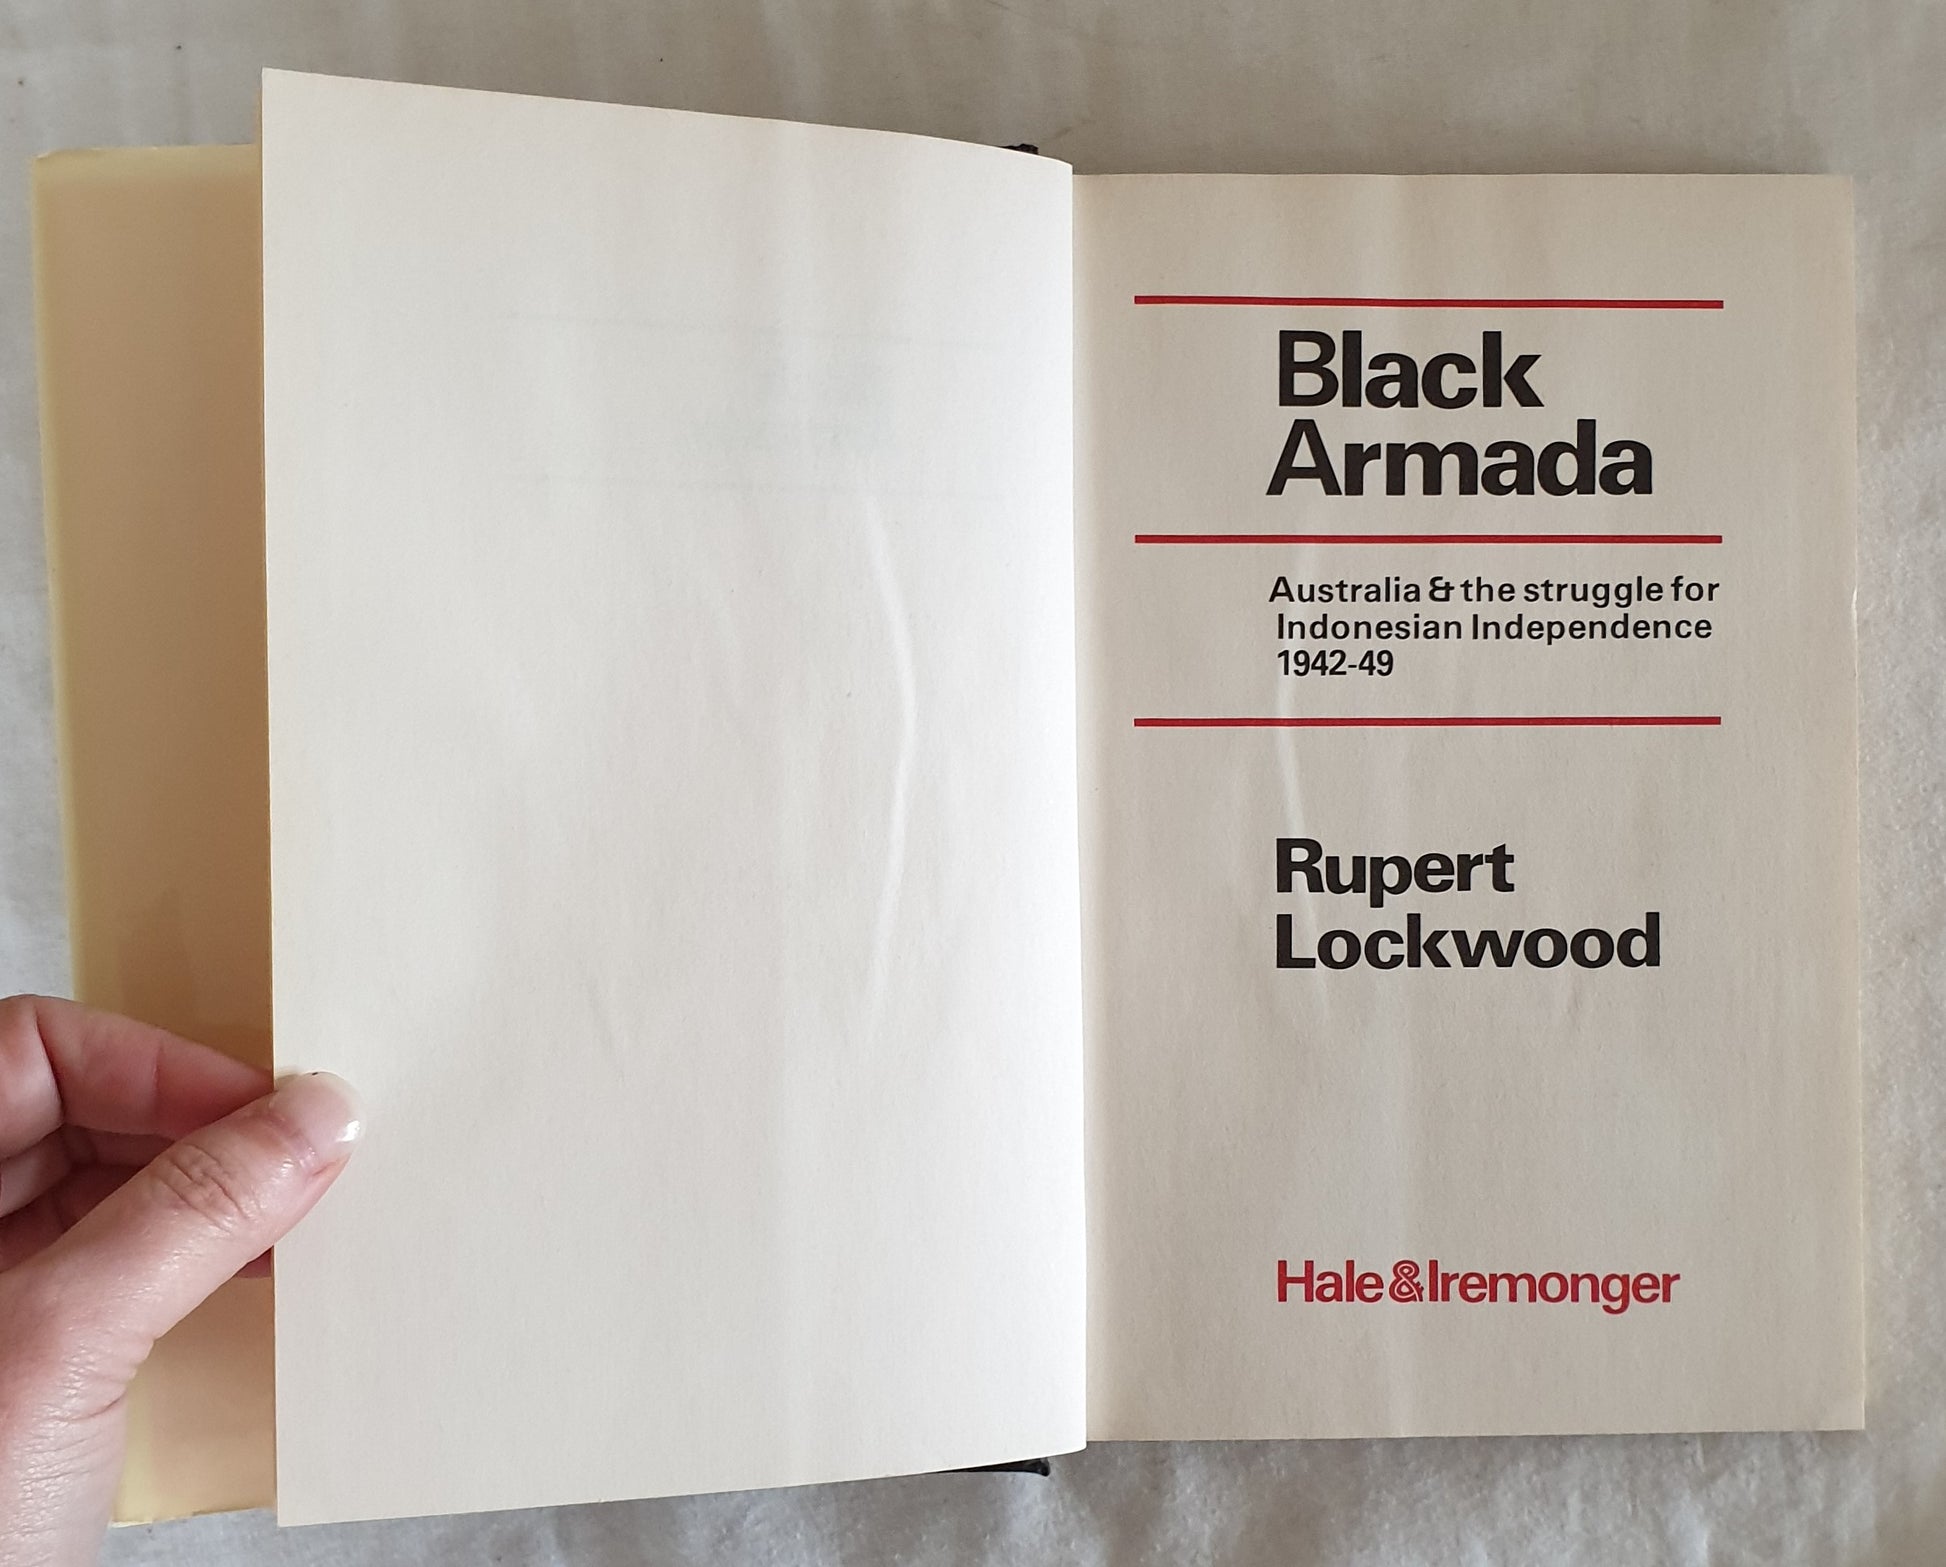 Black
Armada
Australia & the struggle for
Indonesian Independence
1942-49
Rupert
Lockwood
Hale & Iremonger